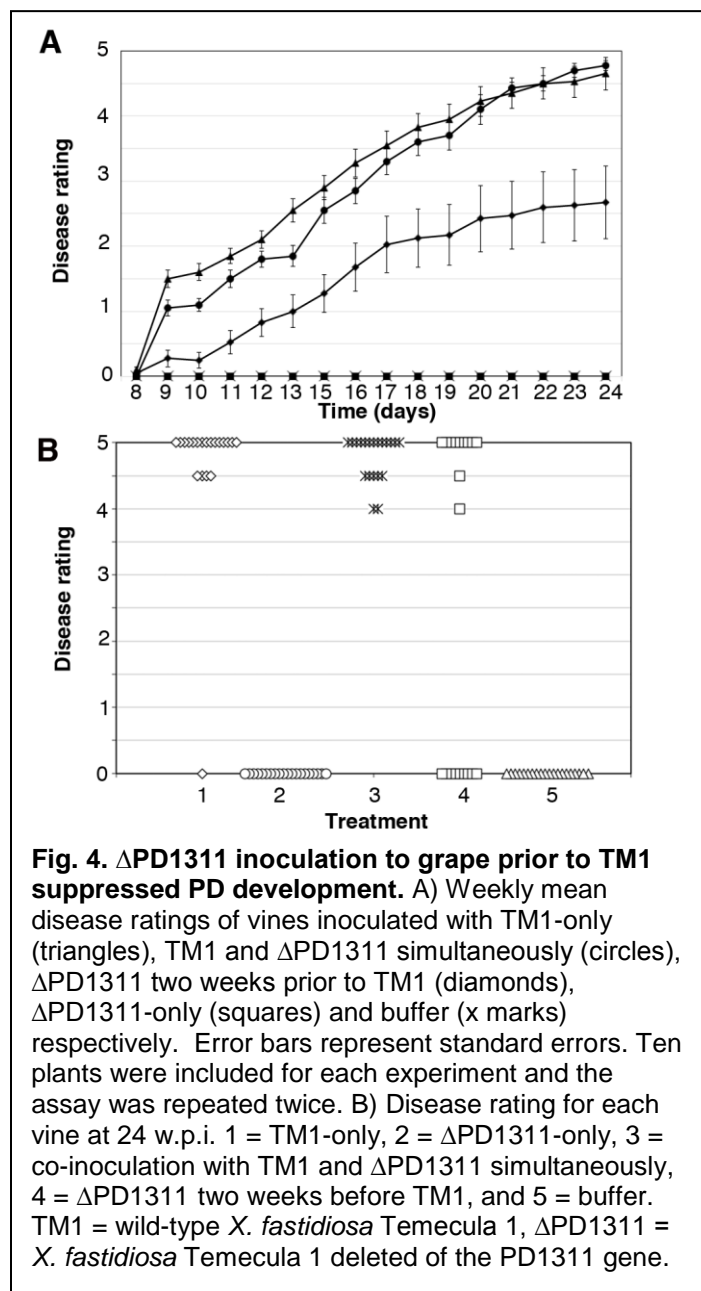 A
5
4
3
2
1
0
Disease rating
8 9 10 11 12 13 15 16 17 18 19 20 21 22 23 24
Time (days)
B
5
4
3
2
1
0
Disease rating
1 2 3 4 5
Treatment
Fig. 4. ΔPD1311 inoculation to grape prior to TM1
suppressed PD development. A) Weekly mean
disease ratings of vines inoculated with TM1-only
(triangles), TM1 and ΔPD1311 simultaneously (circles),
ΔPD1311 two weeks prior to TM1 (diamonds),
ΔPD1311-only (squares) and buffer (x marks)
respectively. Error bars represent standard errors. Ten
plants were included for each experiment and the
assay was repeated twice. B) Disease rating for each
vine at 24 w.p.i. 1 = TM1-only, 2 = ΔPD1311-only, 3 =
co-inoculation with TM1 and ΔPD1311 simultaneously,
4 = ΔPD1311 two weeks before TM1, and 5 = buffer.
TM1 = wild-type X. fastidiosa Temecula 1, ΔPD1311 =
X. fastidiosa Temecula 1 deleted of the PD1311 gene.